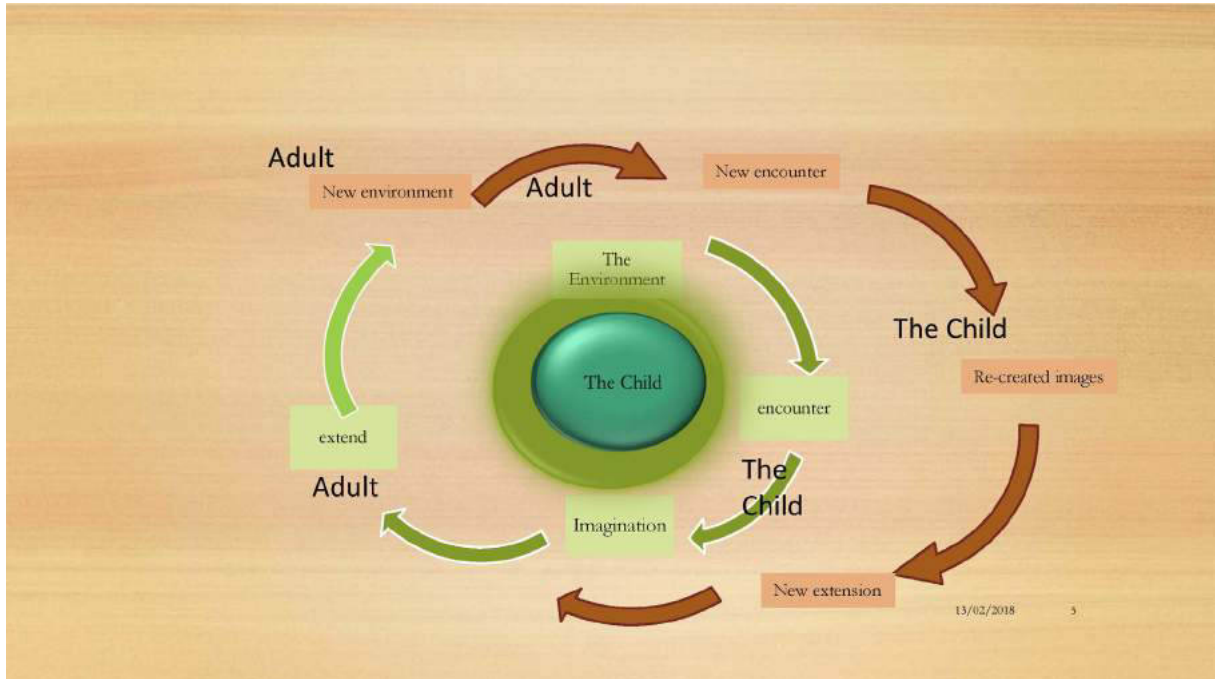 Adult
New environment
Adult
New encounter
The
Environment
The Child
Re-created images
The Child
encounter
extend
Adult
The
Child
Imagination
New extension
13/02/2018
5